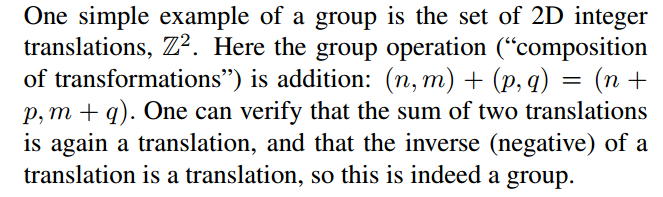 One simple example of a group is the set of 2D integer
translations, ℤ². Here the group operation (“composition
of transformations”) is addition: (n, m) + (p, q) = (n +
p, m + q). One can verify that the sum of two translations
is again a translation, and that the inverse (negative) of a
translation is a translation, so this is indeed a group.